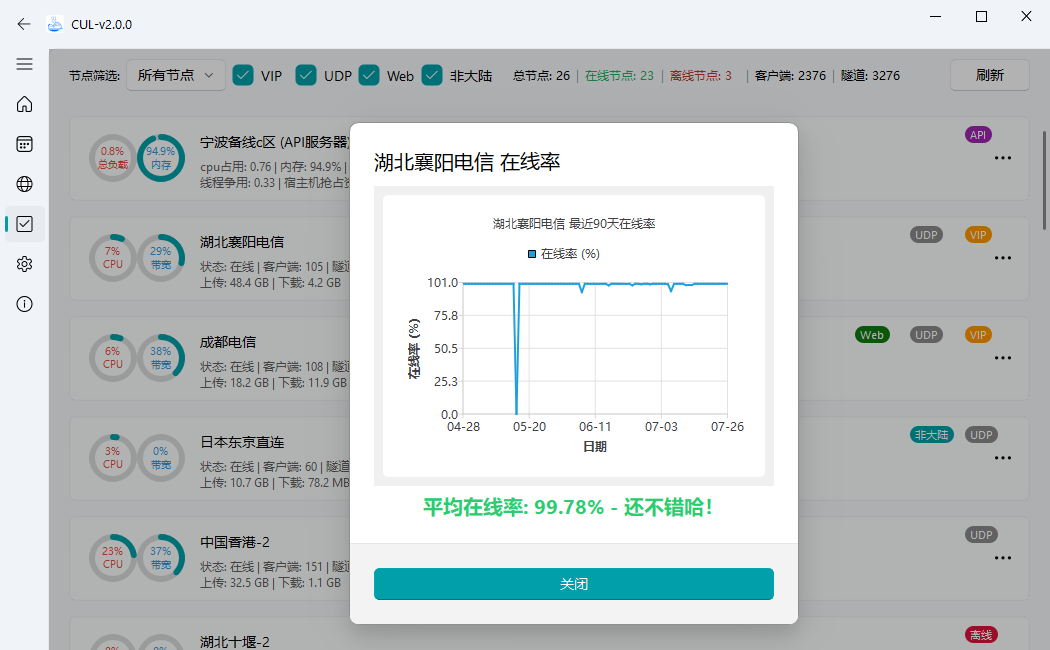 CUL-v2.0.0
节点筛选: 所有节点 VIP UDP Web 非大陆 总节点: 26 | 在线节点: 23 | 离线节点: 3 | 客户端: 2376 | 隧道: 3276 刷新
0.8% 总负载 94.9% 内存
宁波备线c区 (API服务器)
cpu占用: 0.76 | 内存: 94.9% |
线程争用: 0.33 | 宿主机抢占
API
7% CPU 29% 带宽
湖北襄阳电信
状态: 在线 | 客户端: 105 | 隧道
上传: 48.4 GB | 下载: 4.2 GB
UDP VIP
6% CPU 38% 带宽
成都电信
状态: 在线 | 客户端: 108 | 隧道
上传: 18.2 GB | 下载: 11.9 GB
Web UDP VIP
3% CPU 0% 带宽
日本东京直连
状态: 在线 | 客户端: 60 | 隧道
上传: 10.7 GB | 下载: 78.2 MB
非大陆 UDP
23% CPU 37% 带宽
中国香港-2
状态: 在线 | 客户端: 151 | 隧道
上传: 32.5 GB | 下载: 1.1 GB
UDP
湖北十堰-2
离线
湖北襄阳电信 在线率
湖北襄阳电信 最近90天在线率
在线率 (%)
101.0
75.8
50.5
25.3
0.0
在线率 (%)
04-28 05-20 06-11 07-03 07-26
日期
平均在线率: 99.78% - 还不错哈！
关闭